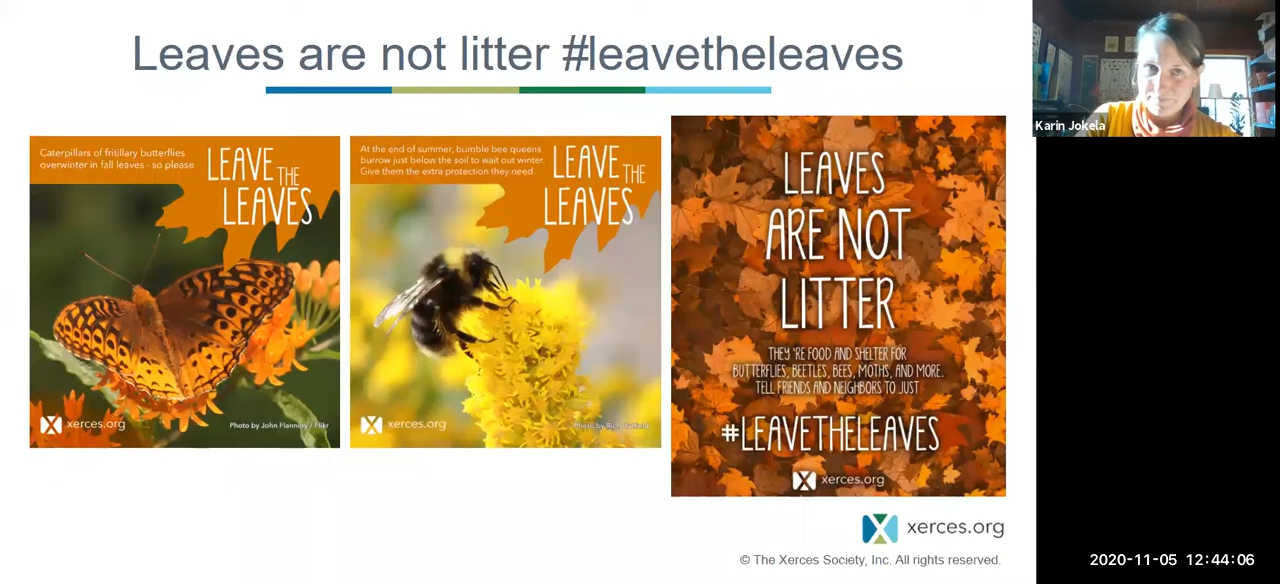 Leaves are not litter #leavetheleaves
Karin Jokela
Caterpillars of fritillary butterflies
overwinter in fall leaves - so please
LEAVE THE
LEAVES
xerces.org
Photo by John Flannery / Flikr
At the end of summer, bumble bee queens
burrow just below the soil to wait out winter.
Give them the extra protection they need.
LEAVE THE
LEAVES
xerces.org
Photo by Rich Hatfield
LEAVES
ARE NOT
LITTER
THEY 'RE FOOD AND SHELTER FOR
BUTTERFLIES, BEETLES, BEES, MOTHS, AND MORE.
TELL FRIENDS AND NEIGHBORS TO JUST
#LEAVETHELEAVES
xerces.org
xerces.org
© The Xerces Society, Inc. All rights reserved.
2020-11-05 12:44:06